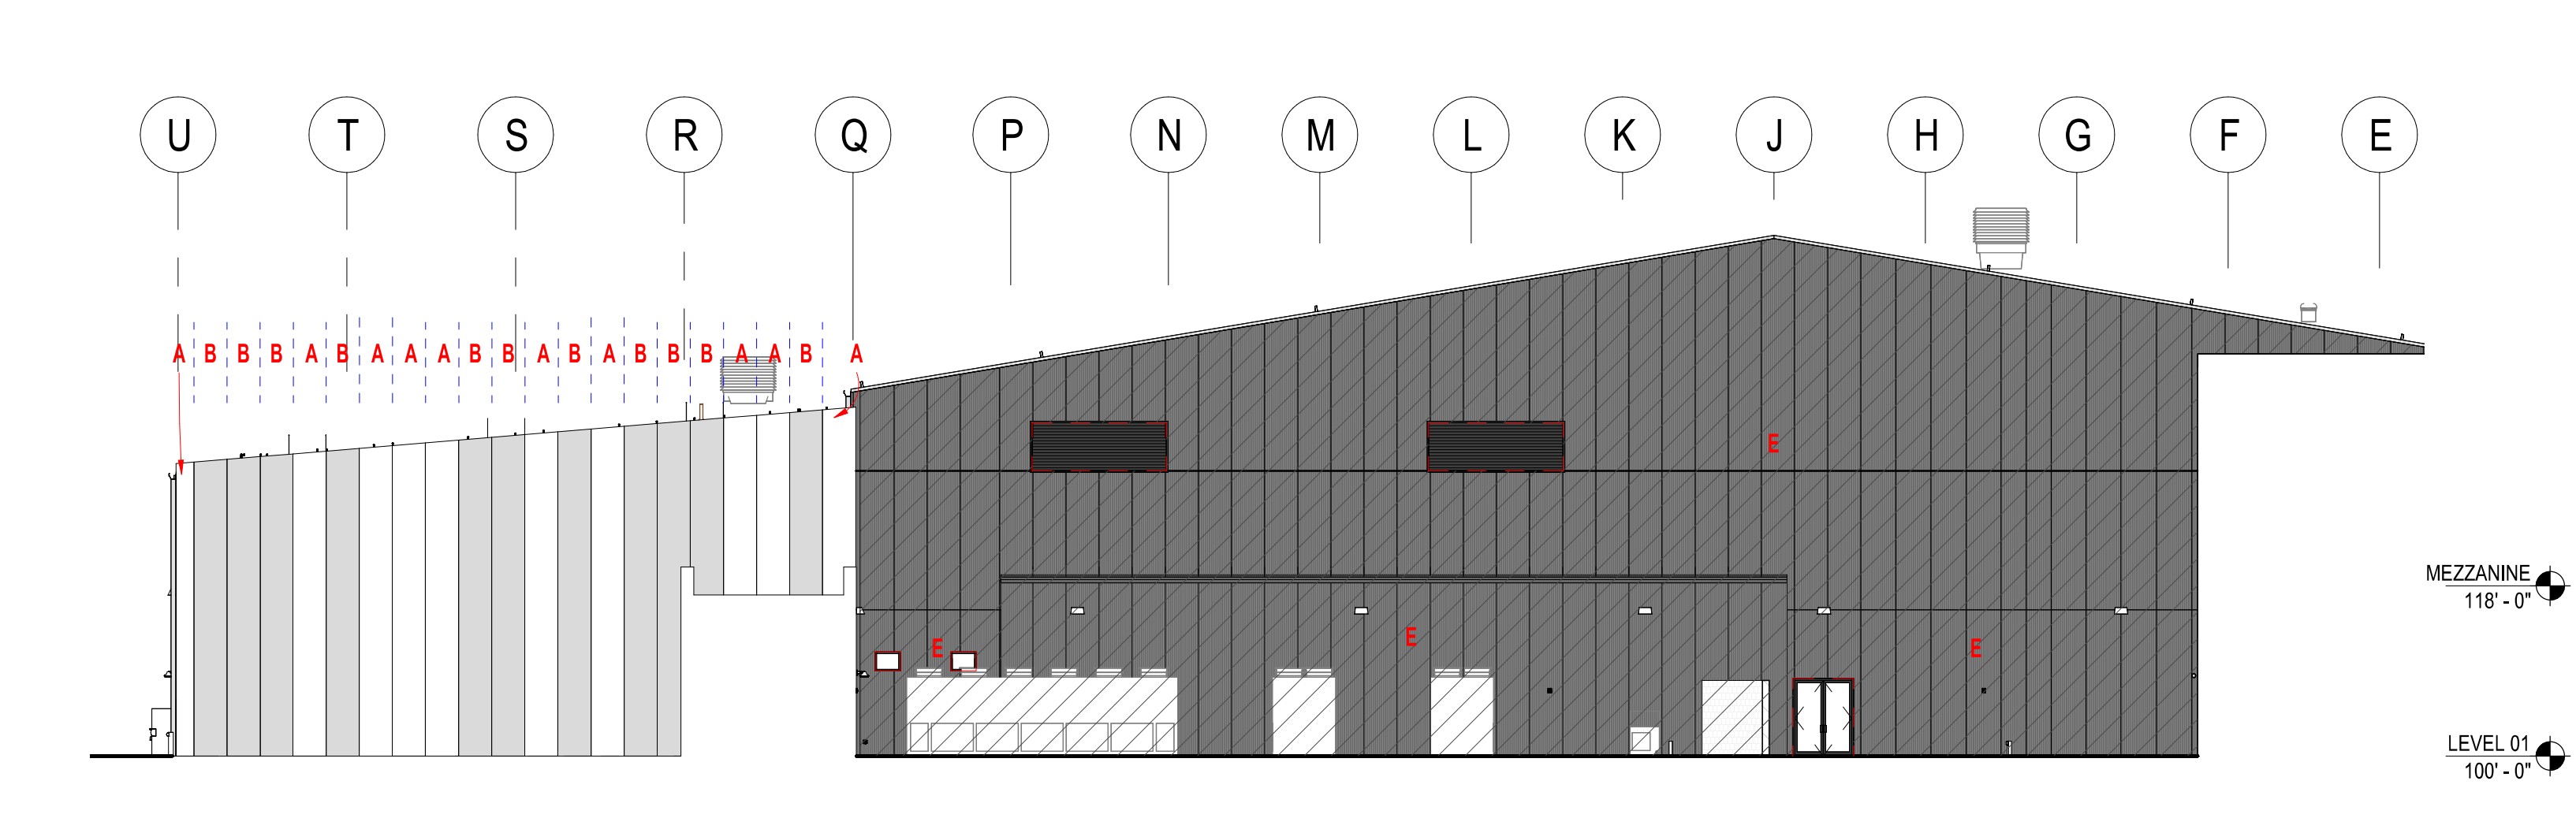 U T S R Q P N M L K J H G F E
A B B B A B A A A B B A B A B B B A A B A
E
MEZZANINE
118' - 0"
E E E
LEVEL 01
100' - 0"